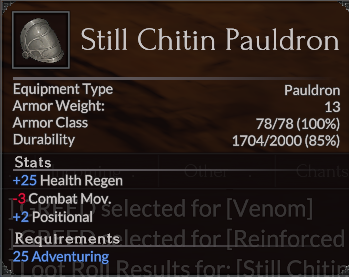 Still Chitin Pauldron
Equipment Type Pauldron
Armor Weight: 13
Armor Class 78/78 (100%)
Durability 1704/2000 (85%)
Other Chants
Stats
+25 Health Regen
-3 Combat Mov.
+2 Positional
] GREED selected for [Venom]
Requirements
] GREED selected for [Reinforced
25 Adventuring
] Loot Roll Results for: [Still Chitin